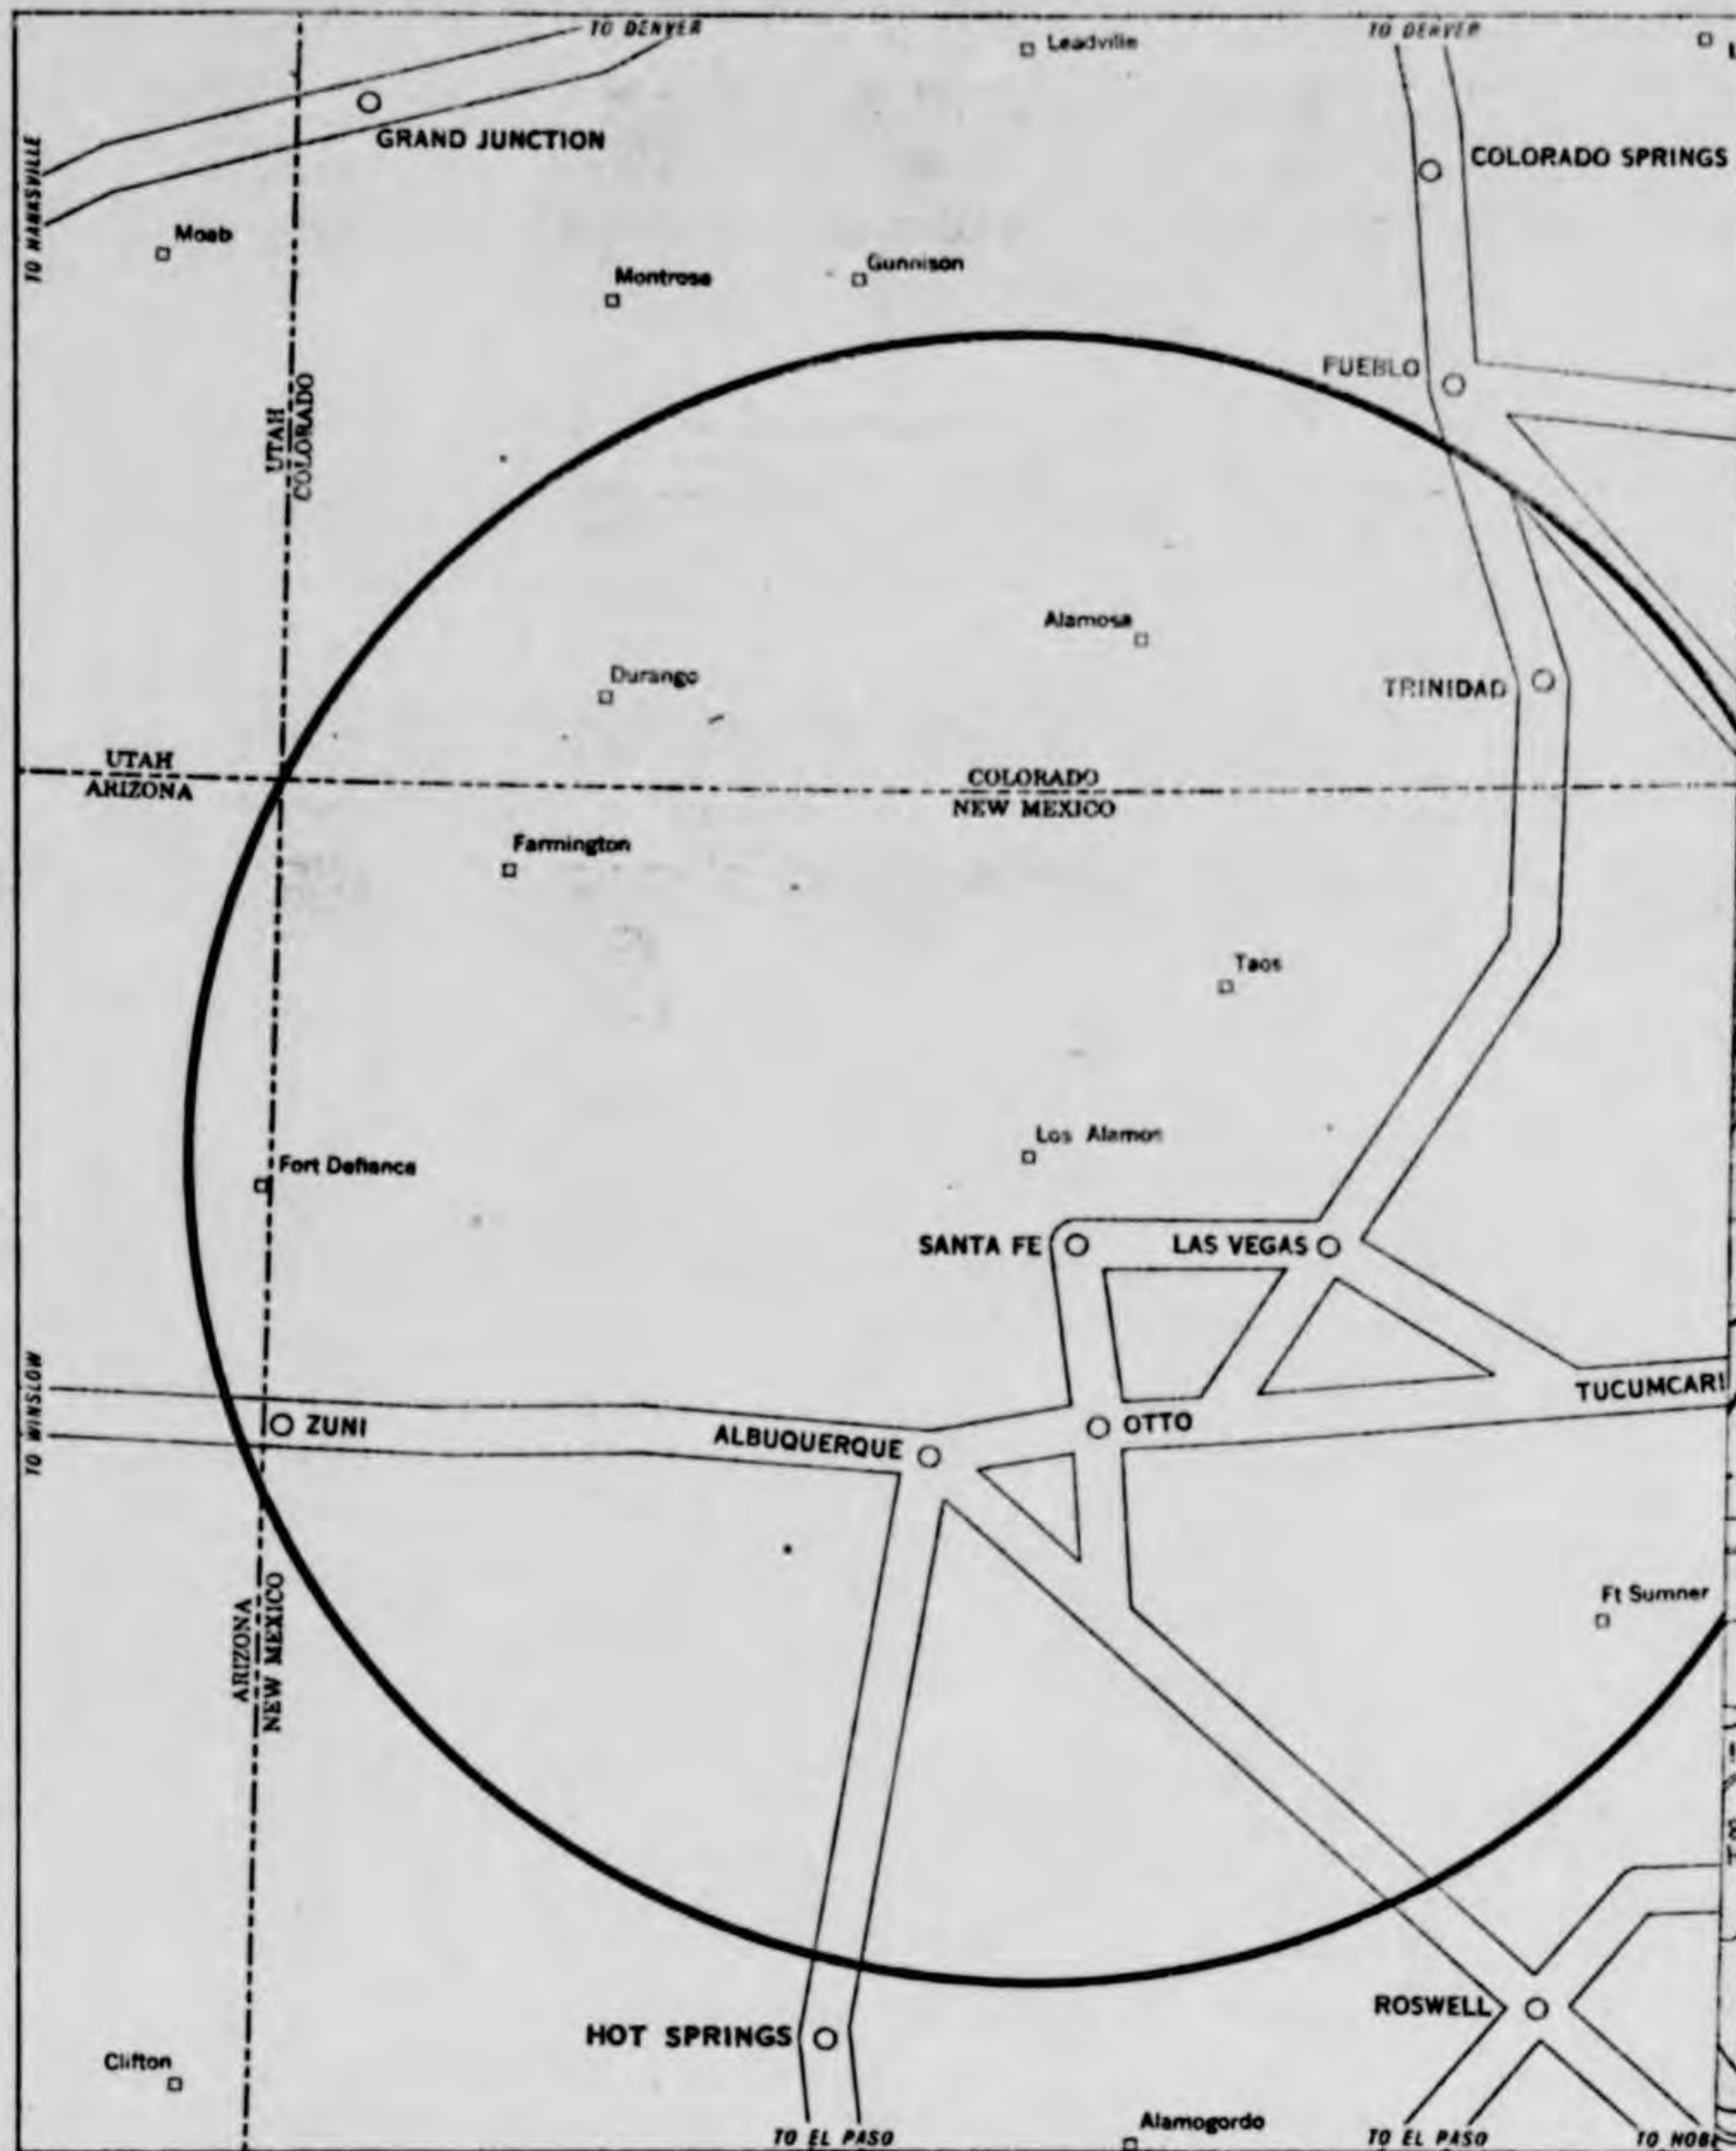 TO DENVER
Leadville
TO DENVER
GRAND JUNCTION
COLORADO SPRINGS
TO HANKSVILLE
Moab
Montrose
Gunnison
PUEBLO
UTAH
COLORADO
Alamosa
Durango
TRINIDAD
UTAH
ARIZONA
COLORADO
NEW MEXICO
Farmington
Taos
Los Alamos
Fort Defiance
SANTA FE
LAS VEGAS
TO WINSLOW
TUCUMCARI
ZUNI
ALBUQUERQUE
OTTO
ARIZONA
NEW MEXICO
Ft Sumner
ROSWELL
HOT SPRINGS
Clifton
Alamogordo
TO EL PASO
TO EL PASO